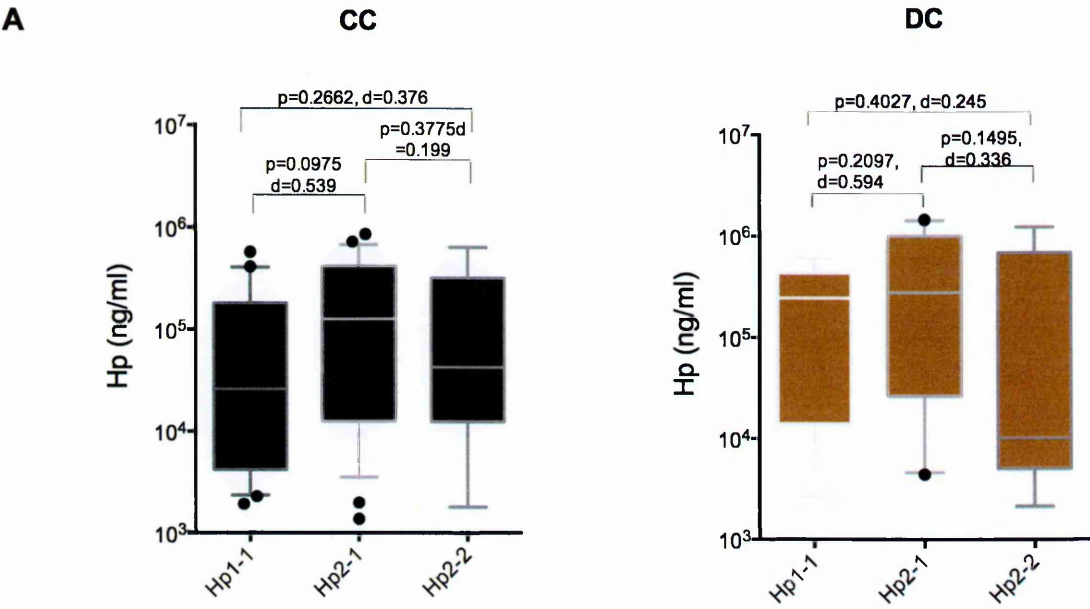 A
CC
p=0.2662, d=0.376
p=0.3775d
=0.199
p=0.0975
d=0.539
10⁷
10⁶
10⁵
10⁴
10³
Hp (ng/ml)
Hp1-1
Hp2-1
Hp2-2
DC
p=0.4027, d=0.245
p=0.1495,
d=0.336
p=0.2097,
d=0.594
10⁷
10⁶
10⁵
10⁴
10³
Hp (ng/ml)
Hp1-1
Hp2-1
Hp2-2